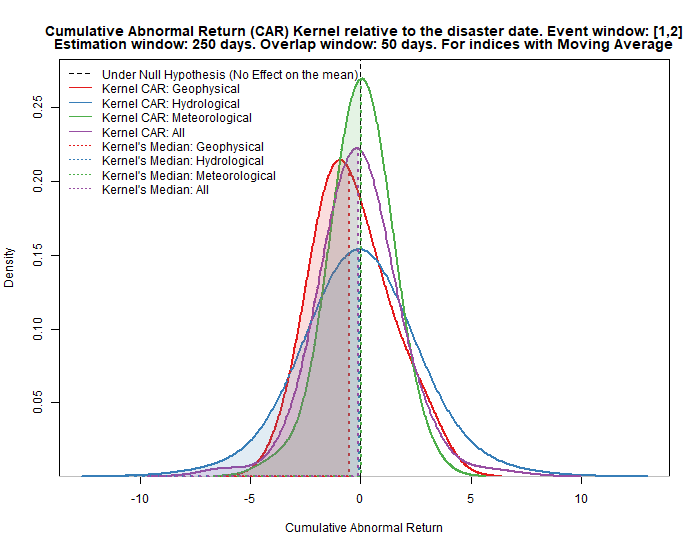 Cumulative Abnormal Return (CAR) Kernel relative to the disaster date. Event window: [1,2]
Estimation window: 250 days. Overlap window: 50 days. For indices with Moving Average
Under Null Hypothesis (No Effect on the mean)
Kernel CAR: Geophysical
Kernel CAR: Hydrological
Kernel CAR: Meteorological
Kernel CAR: All
Kernel's Median: Geophysical
Kernel's Median: Hydrological
Kernel's Median: Meteorological
Kernel's Median: All
0.25
0.20
0.15
0.10
0.05
Density
-10 -5 0 5 10
Cumulative Abnormal Return